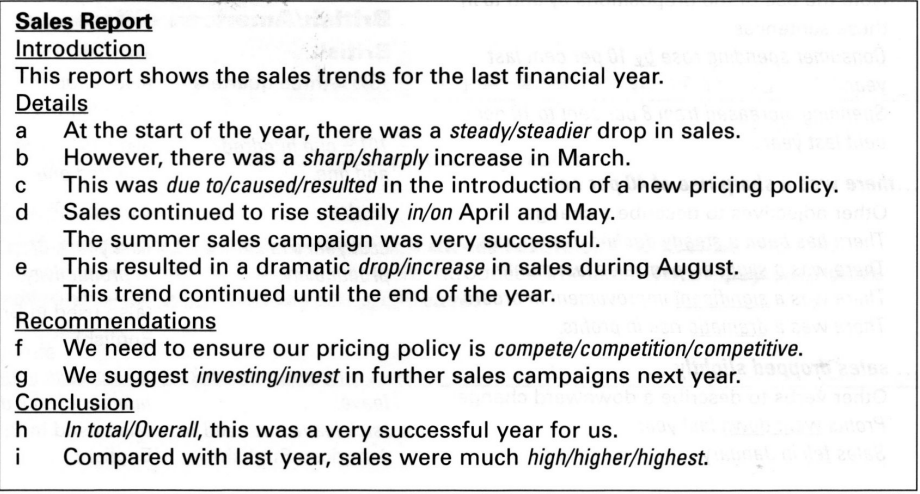 Sales Report
Introduction
This report shows the sales trends for the last financial year.
Details
a At the start of the year, there was a steady/steadier drop in sales.
b However, there was a sharp/sharply increase in March.
c This was due to/caused/resulted in the introduction of a new pricing policy.
d Sales continued to rise steadily in/on April and May.
The summer sales campaign was very successful.
e This resulted in a dramatic drop/increase in sales during August.
This trend continued until the end of the year.
Recommendations
f We need to ensure our pricing policy is compete/competition/competitive.
g We suggest investing/invest in further sales campaigns next year.
Conclusion
h In total/Overall, this was a very successful year for us.
i Compared with last year, sales were much high/higher/highest.